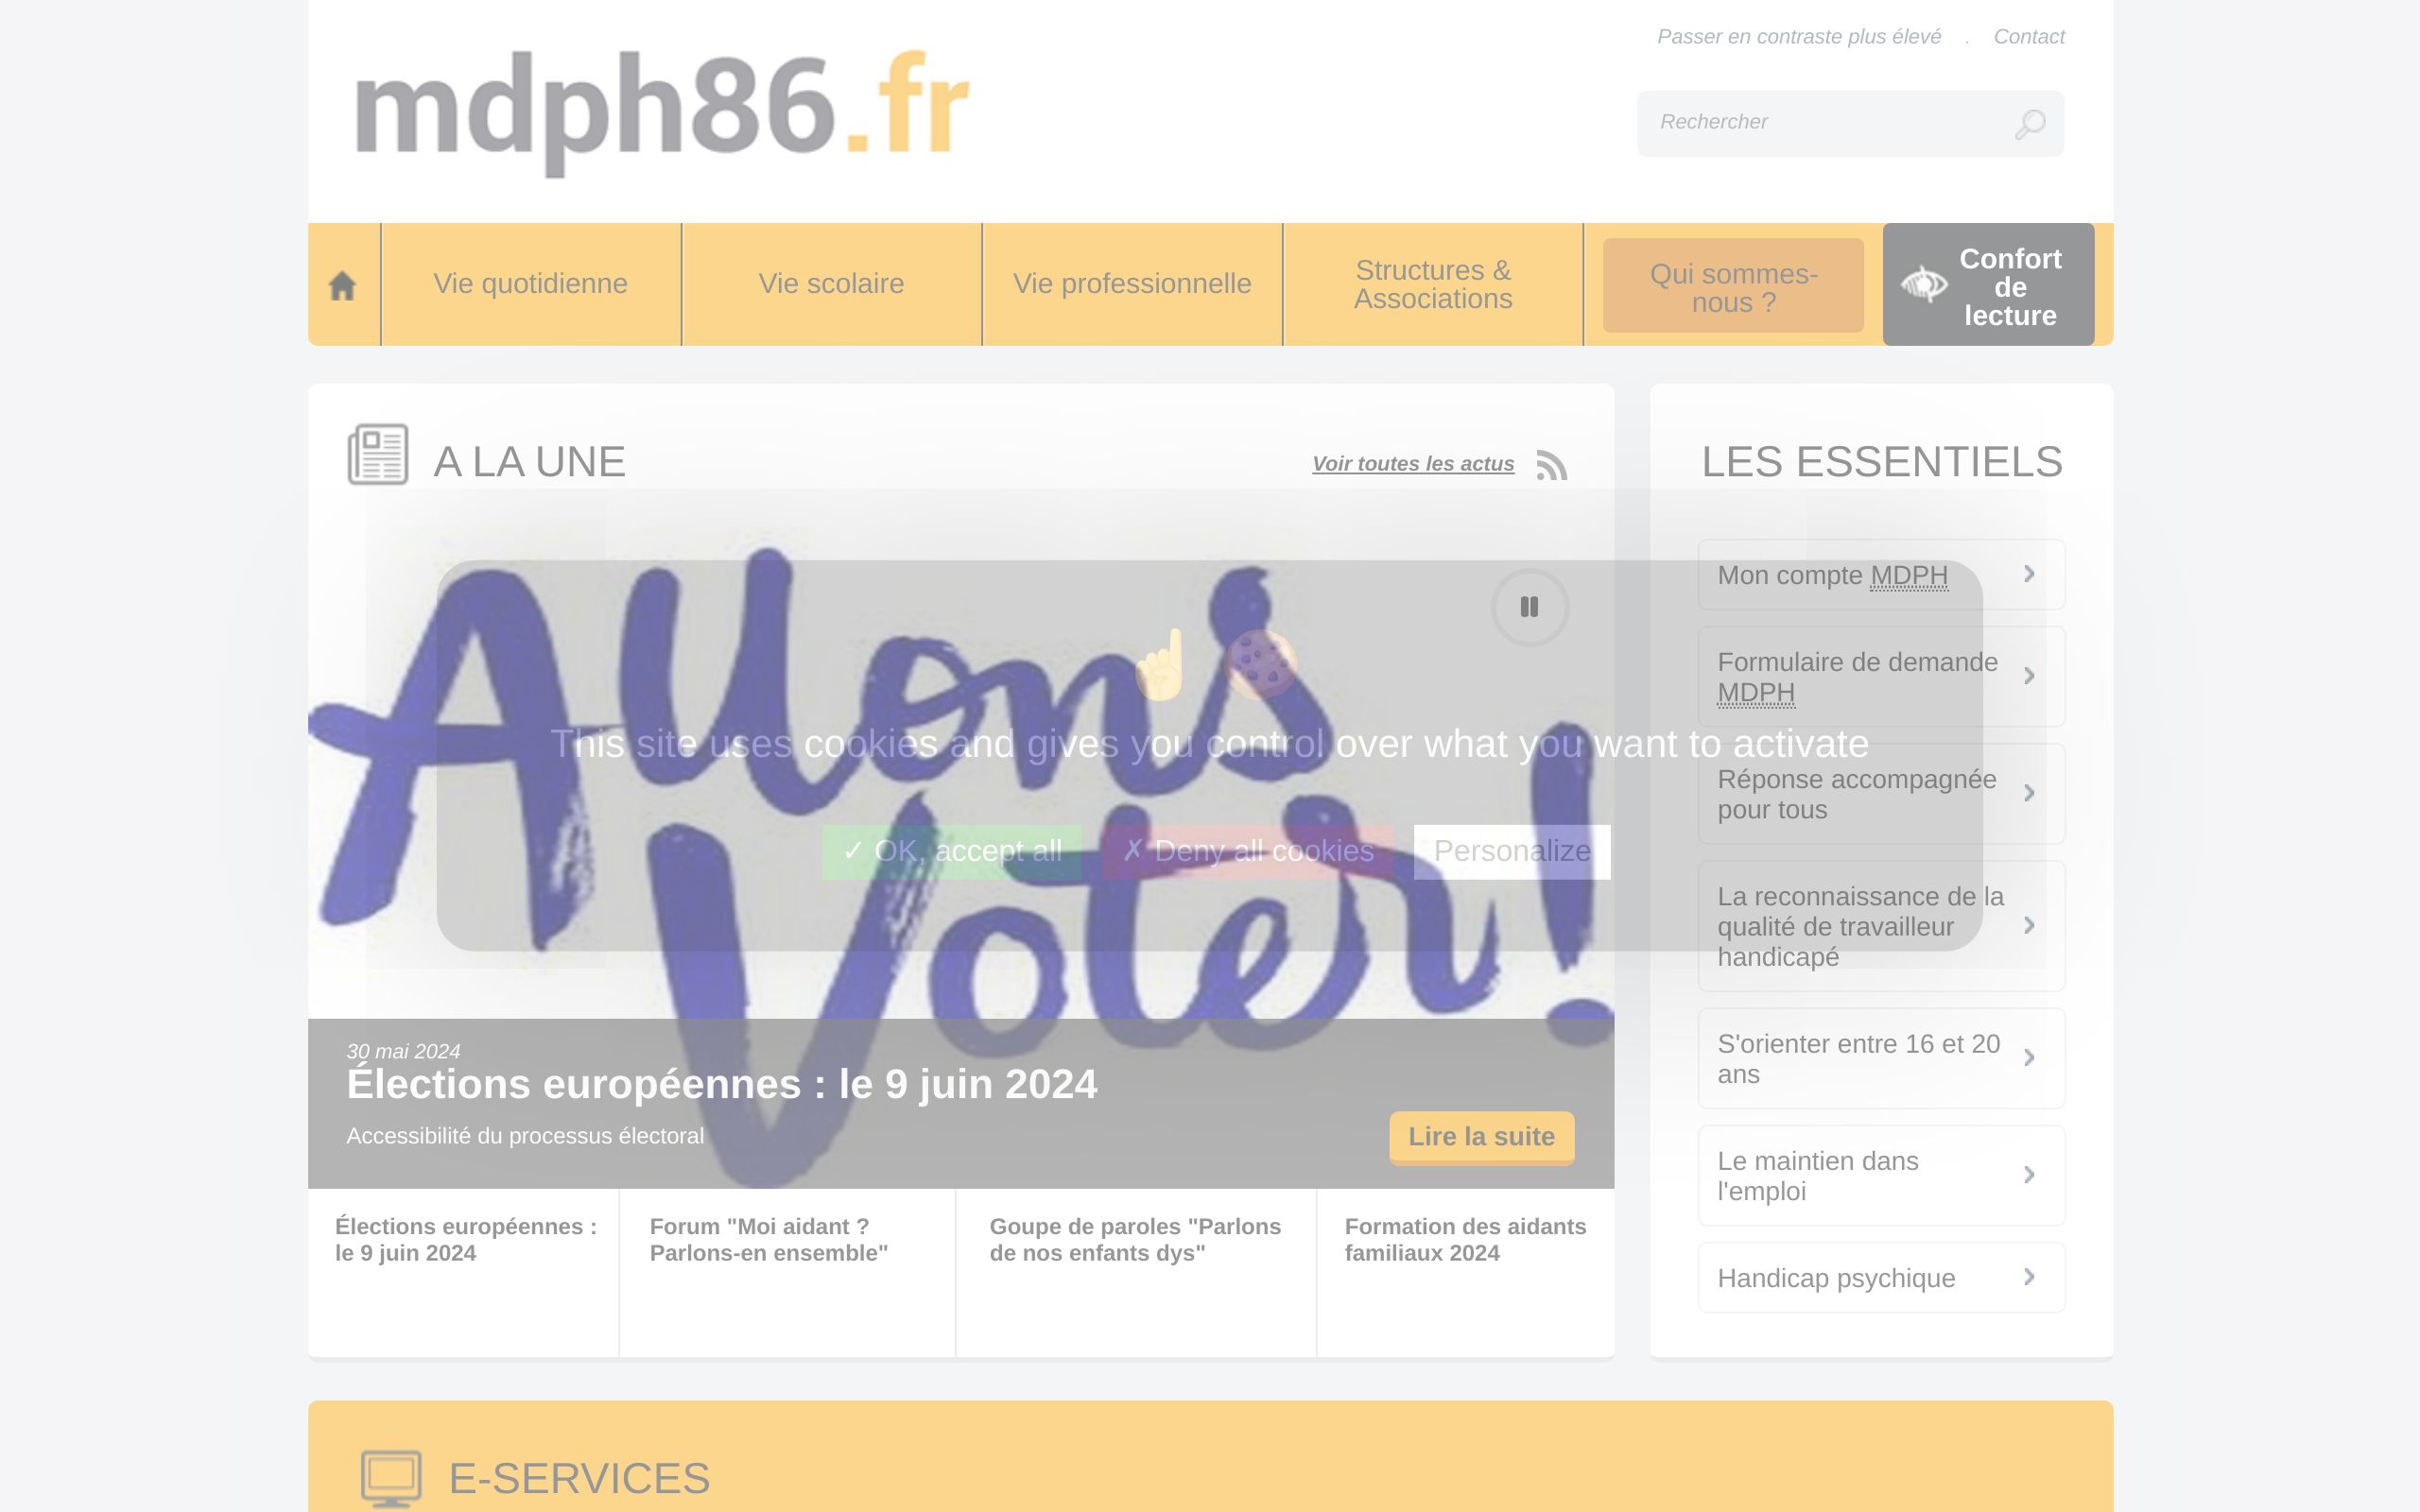 Passer en contraste plus élevé . Contact
mdph86.fr
Rechercher
Vie quotidienne
Vie scolaire
Vie professionnelle
Structures &
Associations
Qui sommes-
nous ?
Confort
de
lecture
A LA UNE
Voir toutes les actus
Allons
Voter!
This site uses cookies and gives you control over what you want to activate
✓ OK, accept all
✗ Deny all cookies
Personalize
30 mai 2024
Élections européennes : le 9 juin 2024
Accessibilité du processus électoral
Lire la suite
Élections européennes :
le 9 juin 2024
Forum "Moi aidant ?
Parlons-en ensemble"
Goupe de paroles "Parlons
de nos enfants dys"
Formation des aidants
familiaux 2024
LES ESSENTIELS
Mon compte MDPH
Formulaire de demande
MDPH
Réponse accompagnée
pour tous
La reconnaissance de la
qualité de travailleur
handicapé
S'orienter entre 16 et 20
ans
Le maintien dans
l'emploi
Handicap psychique
E-SERVICES